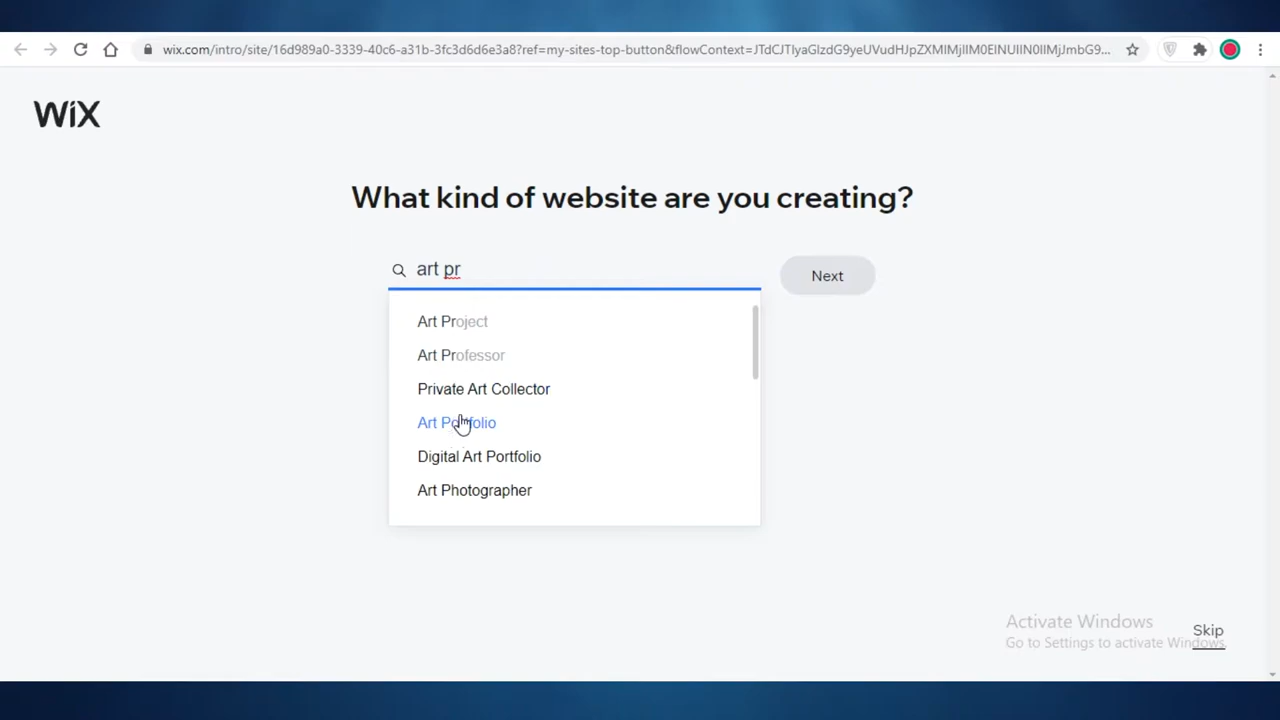 wix.com/intro/site/16d989a0-3339-40c6-a31b-3fc3d6d6e3a8?ref=my-sites-top-button&flowContext=JTdCJTIyaGlzdG9yeUVudHJpZXMlMjIlM0ElNUIlN0IlMjJmbG9...
WiX
What kind of website are you creating?
art pr
Next
Art Project
Art Professor
Private Art Collector
Art Portfolio
Digital Art Portfolio
Art Photographer
Activate Windows
Go to Settings to activate Windows.
Skip